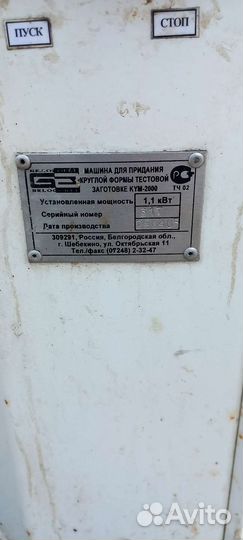 ПУСК
СТОП
МАШИНА ДЛЯ ПРИДАНИЯ
КРУГЛОЙ ФОРМЫ ТЕСТОВОЙ
ЗАГОТОВКЕ КУМ-2000
ТЧ 02
Установленная мощность 1,1 кВт
Серийный номер
Дата производства
309291, Россия, Белгородская обл.,
г. Шебекино, ул. Октябрьская 11
Тел./факс (07248) 2-32-47
Avito